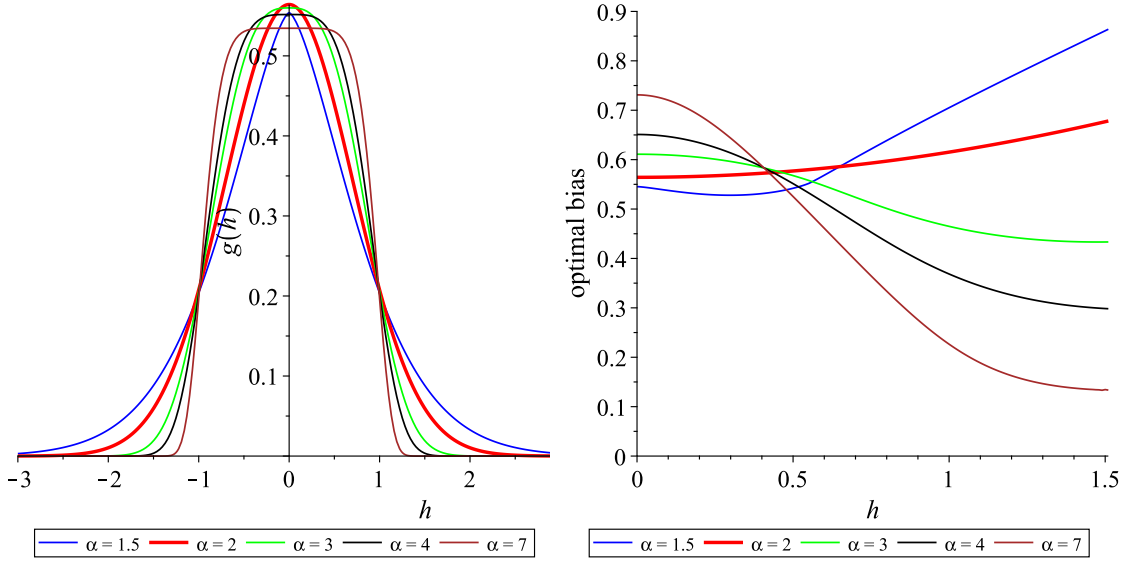 0.5
0.4
g(h)
0.3
0.2
0.1
−3
−2
−1
0
1
2
h
α = 1.5
α = 2
α = 3
α = 4
α = 7
0.9
0.8
0.7
0.6
optimal bias
0.5
0.4
0.3
0.2
0.1
0
0
0.5
1
1.5
h
α = 1.5
α = 2
α = 3
α = 4
α = 7